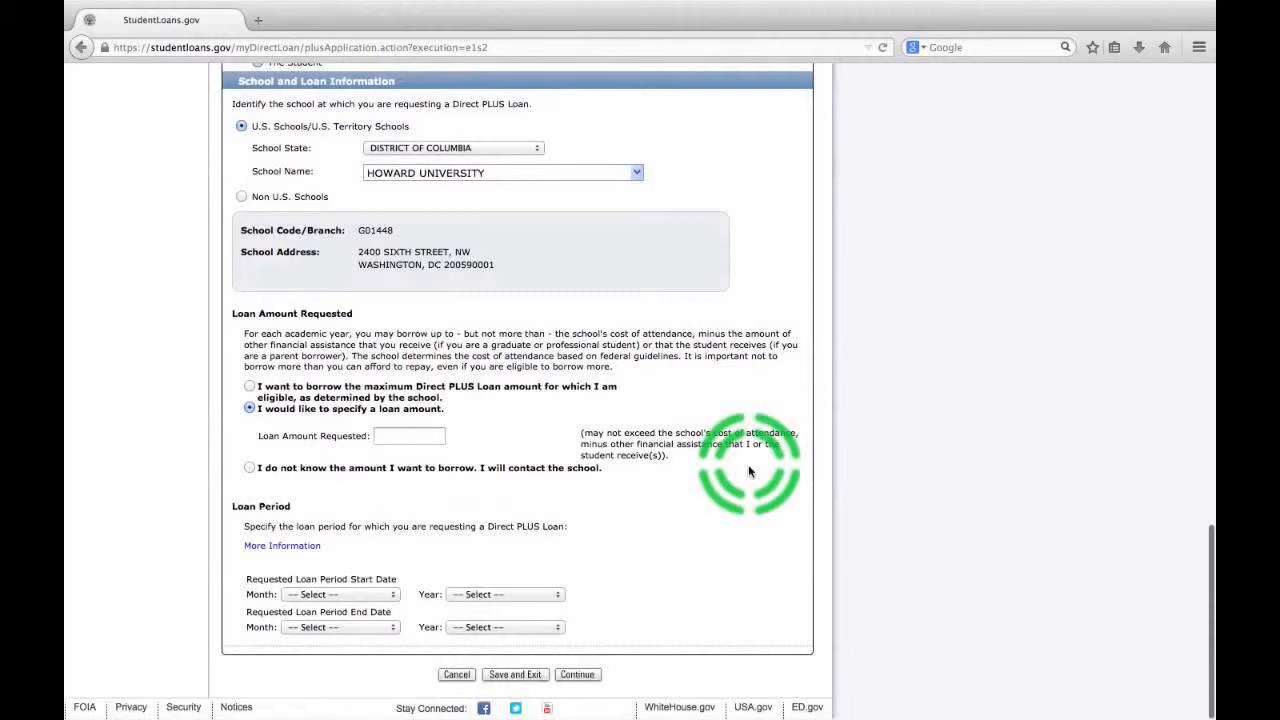 StudentLoans.gov
https://studentloans.gov/myDirectLoan/plusApplication.action?execution=e1s2
Google
The Student
School and Loan Information
Identify the school at which you are requesting a Direct PLUS Loan.
U.S. Schools/U.S. Territory Schools
School State: DISTRICT OF COLUMBIA
School Name: HOWARD UNIVERSITY
Non U.S. Schools
School Code/Branch: G01448
School Address: 2400 SIXTH STREET, NW
WASHINGTON, DC 200590001
Loan Amount Requested
For each academic year, you may borrow up to - but not more than - the school's cost of attendance, minus the amount of
other financial assistance that you receive (if you are a graduate or professional student) or that the student receives (if you
are a parent borrower). The school determines the cost of attendance based on federal guidelines. It is important not to
borrow more than you can afford to repay, even if you are eligible to borrow more.
I want to borrow the maximum Direct PLUS Loan amount for which I am
eligible, as determined by the school.
I would like to specify a loan amount.
Loan Amount Requested:
(may not exceed the school's cost of attendance,
minus other financial assistance that I or the
student receive(s)).
I do not know the amount I want to borrow. I will contact the school.
Loan Period
Specify the loan period for which you are requesting a Direct PLUS Loan:
More Information
Requested Loan Period Start Date
Month: -- Select -- Year: -- Select --
Requested Loan Period End Date
Month: -- Select -- Year: -- Select --
Cancel Save and Exit Continue
FOIA Privacy Security Notices Stay Connected: WhiteHouse.gov USA.gov ED.gov